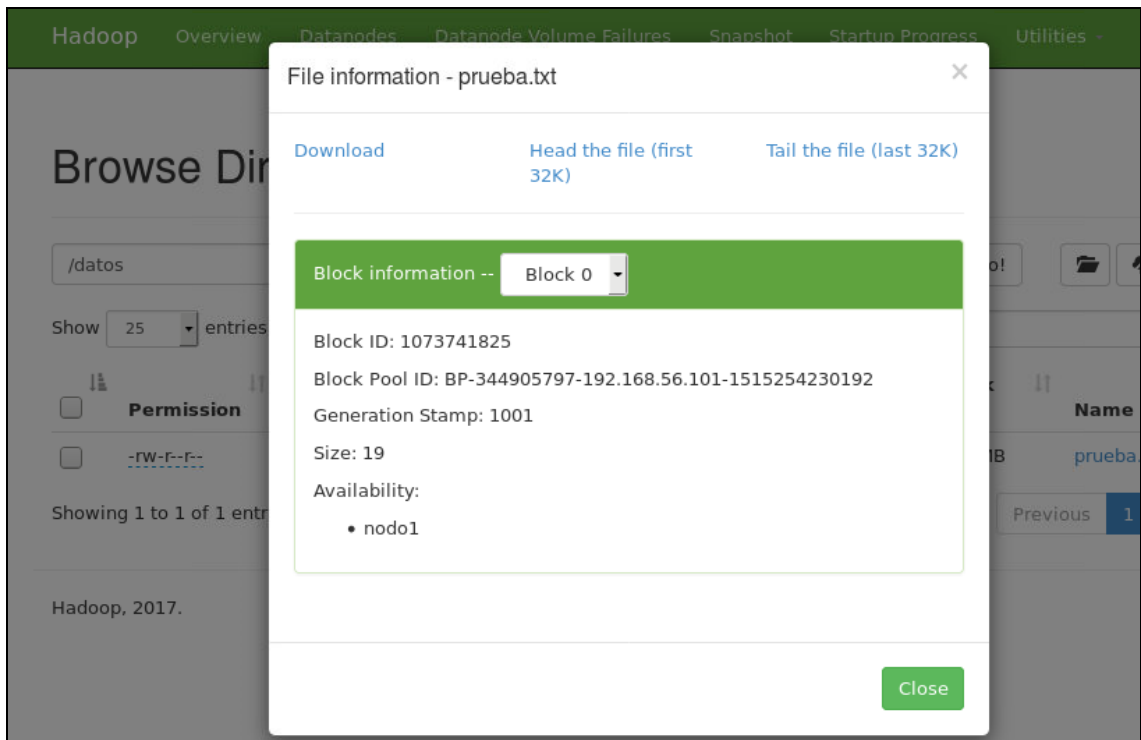 Hadoop Overview Datanodes Datanode Volume Failures Snapshot Startup Progress Utilities
File information - prueba.txt ×
Download Head the file (first 32K) Tail the file (last 32K)
Browse Dir
/datos
Block information -- Block 0
o!
Show 25 entries
Block ID: 1073741825
Block Pool ID: BP-344905797-192.168.56.101-1515254230192
Permission
Name
Generation Stamp: 1001
-rw-r--r--
Size: 19
prueba.
Availability:
Showing 1 to 1 of 1 entr
Previous 1
• nodo1
Hadoop, 2017.
Close